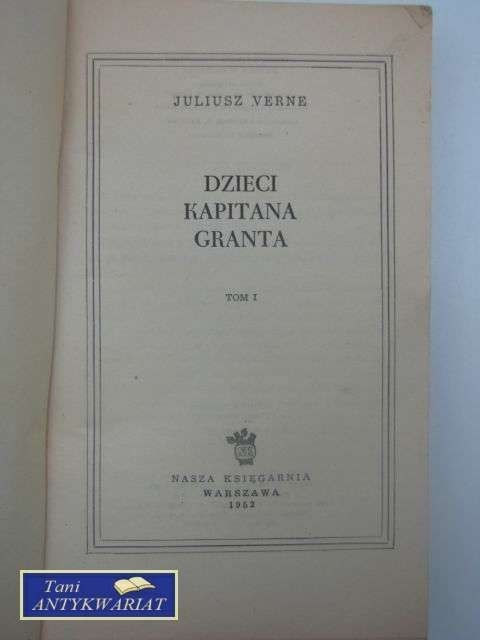 JULIUSZ VERNE
DZIECI
KAPITANA
GRANTA
TOM I
NASZA KSIĘGARNIA
WARSZAWA
1952
Tani
ANTYKWARIAT